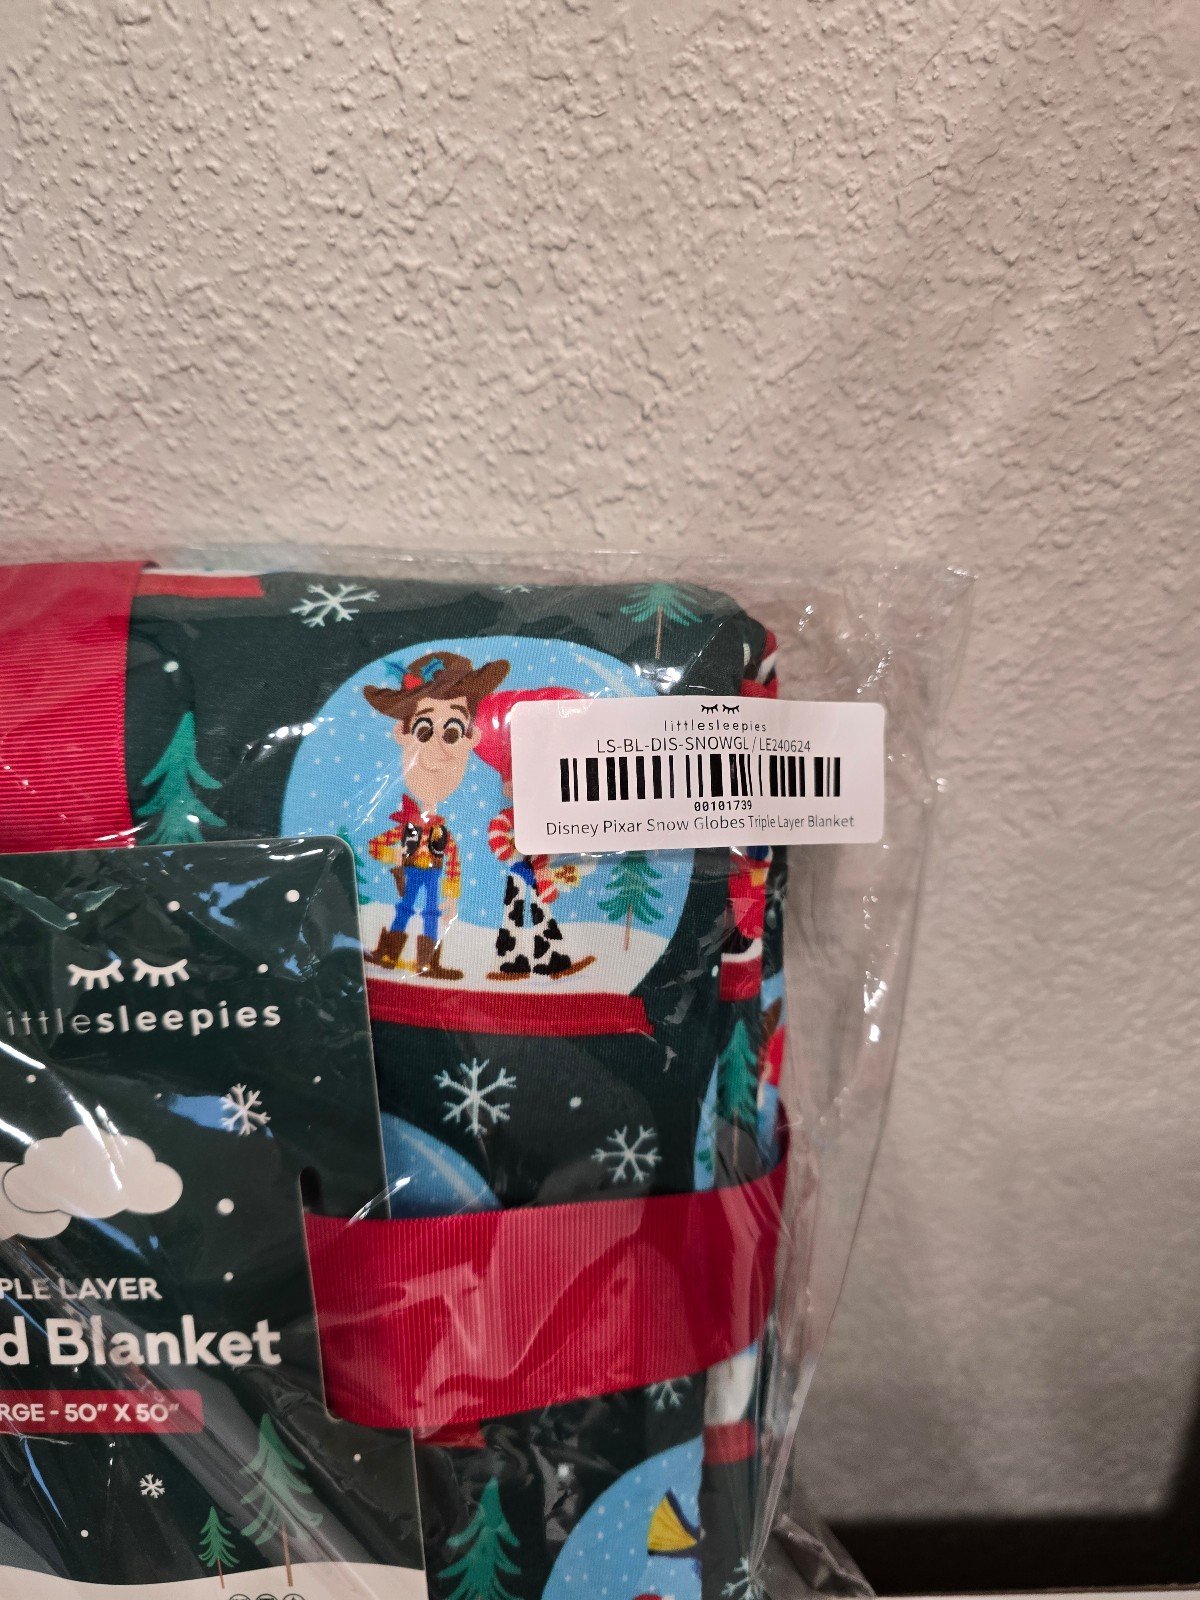 littlesleepies
LS-BL-DIS-SNOWGL / LE240624
00101739
Disney Pixar Snow Globes Triple Layer Blanket
ittlesleepies
PLE LAYER
d Blanket
RGE - 50" X 50"